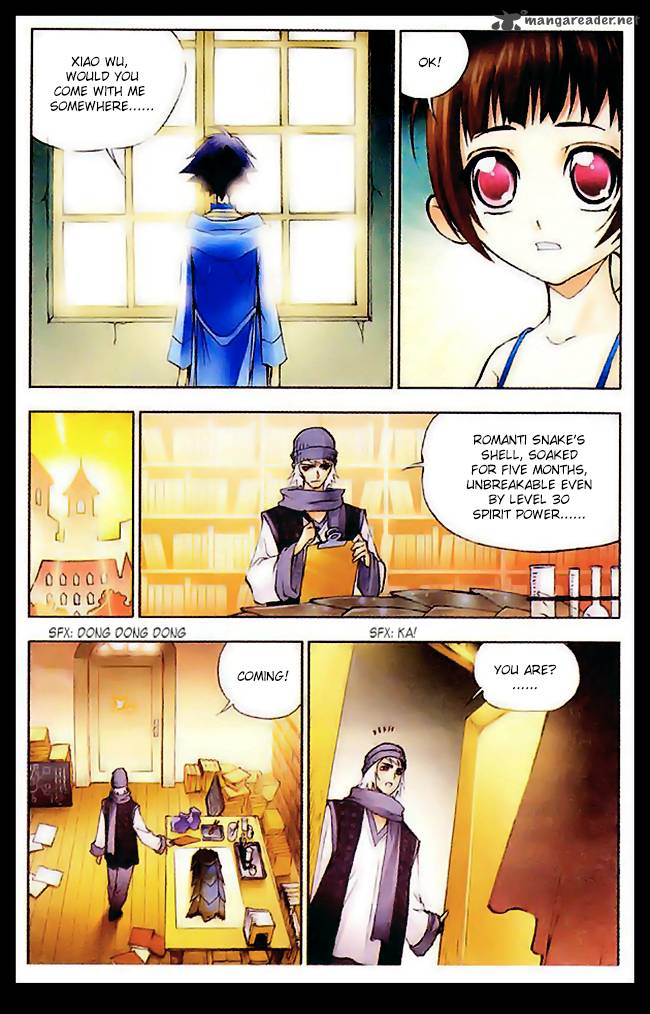 mangareader.net
XIAO WU,
WOULD YOU
COME WITH ME
SOMEWHERE......
OK!
ROMANTI SNAKE'S
SHELL, SOAKED
FOR FIVE MONTHS,
UNBREAKABLE EVEN
BY LEVEL 30
SPIRIT POWER......
SFX: DONG DONG DONG
SFX: KA!
COMING!
YOU ARE?
......